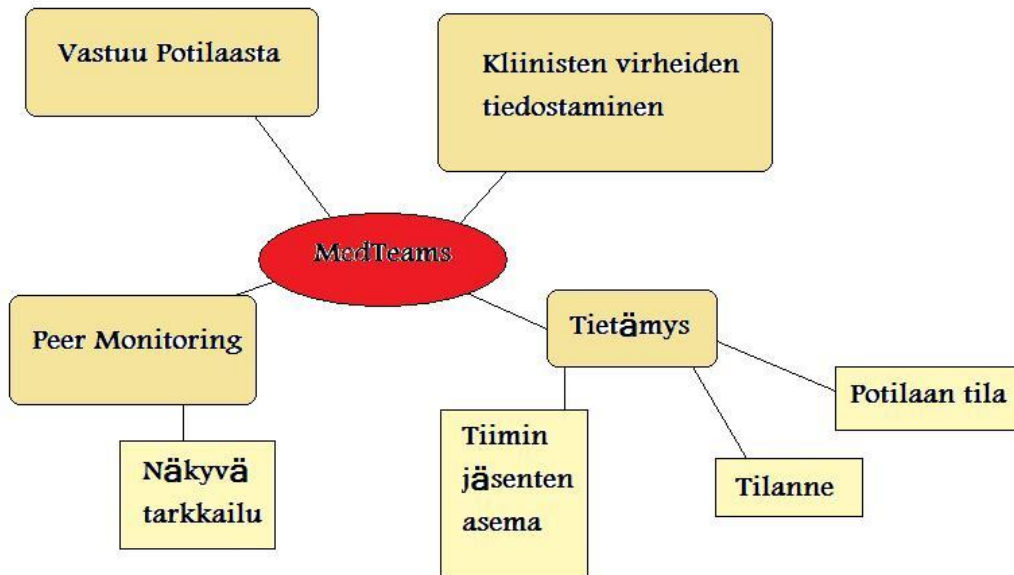 Vastuu Potilaasta
Kliinisten virheiden
tiedostaminen
MedTeams
Peer Monitoring
Tietämys
Näkyvä
tarkkailu
Tiimin
jäsenten
asema
Tilanne
Potilaan tila